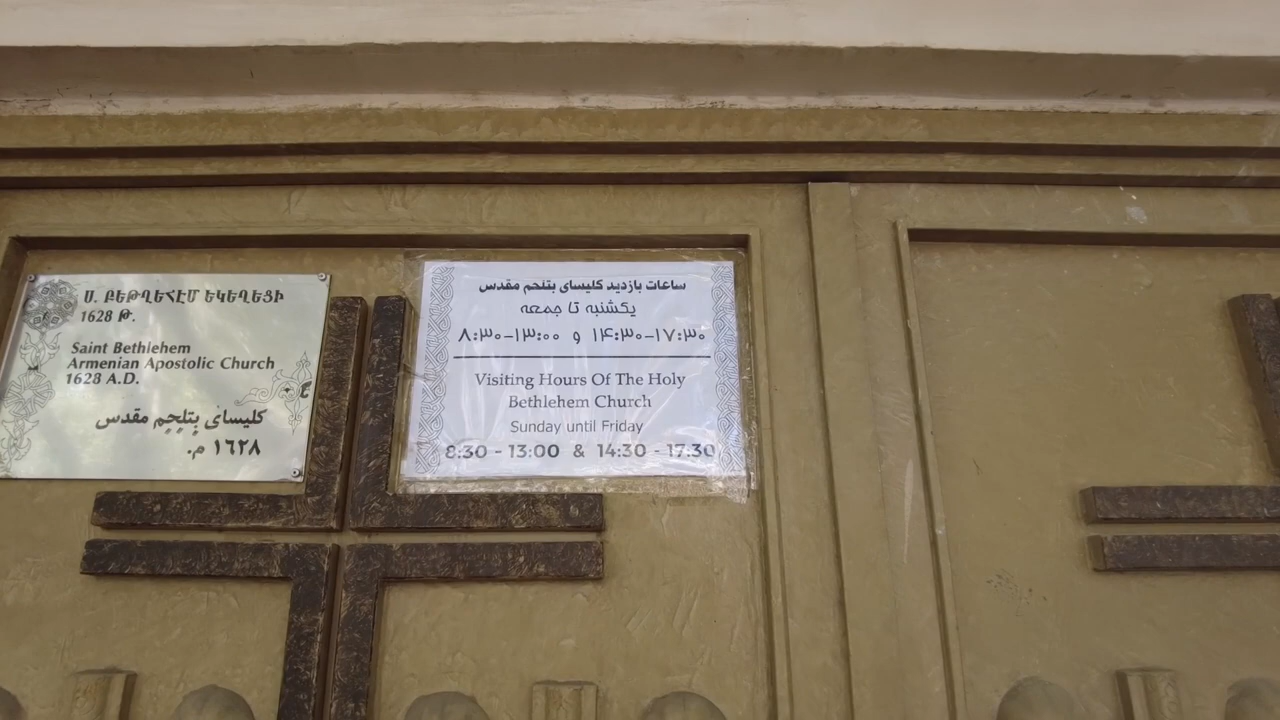 Ս. ԲԵԹՂԵՀԷՄ ԵԿԵՂԵՑԻ
1628 Թ.
Saint Bethlehem
Armenian Apostolic Church
1628 A.D.
کلیسای بِتلِحِم مقدس
١٦٢٨ م.
ساعات بازدید کلیسای بتلحم مقدس
یکشنبه تا جمعه
۸:۳۰-۱۳:۰۰ و ۱۴:۳۰-۱۷:۳۰
Visiting Hours Of The Holy
Bethlehem Church
Sunday until Friday
8:30 - 13:00 & 14:30 - 17:30